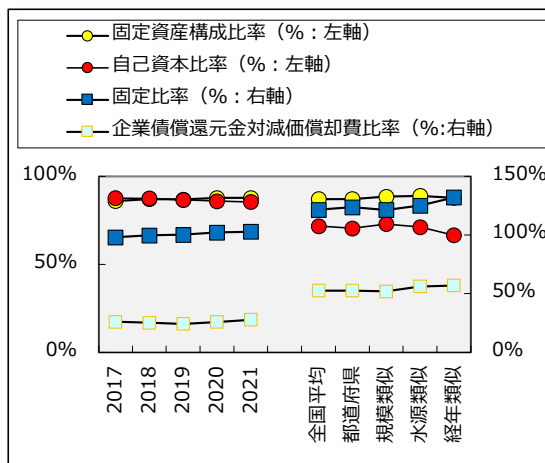 固定資産構成比率（%：左軸）
自己資本比率（%：左軸）
固定比率（%：右軸）
企業債償還元金対減価償却費比率（%:右軸）
100%
50%
0%
150%
100%
50%
0%
2017
2018
2019
2020
2021
全国平均
都道府県
規模類似
水源類似
経年類似